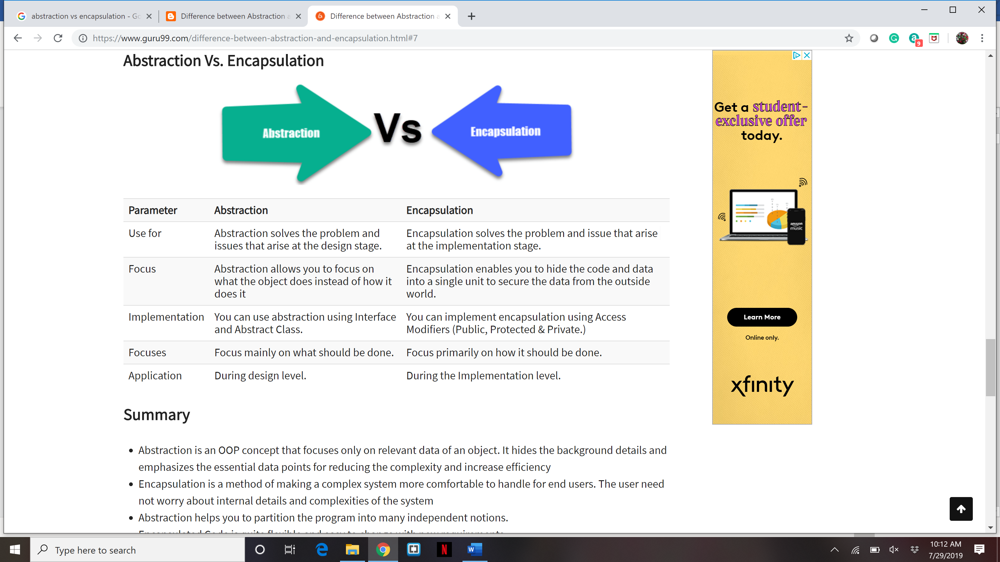 abstraction vs encapsulation - Go
Difference between Abstraction a
Difference between Abstraction a
https://www.guru99.com/difference-between-abstraction-and-encapsulation.html#7
9
Abstraction Vs. Encapsulation
Abstraction Vs Encapsulation
Parameter Abstraction Encapsulation
Use for Abstraction solves the problem and Encapsulation solves the problem and issue that arise
issues that arise at the design stage. at the implementation stage.
Focus Abstraction allows you to focus on Encapsulation enables you to hide the code and data
what the object does instead of how it into a single unit to secure the data from the outside
does it world.
Implementation You can use abstraction using Interface You can implement encapsulation using Access
and Abstract Class. Modifiers (Public, Protected & Private.)
Focuses Focus mainly on what should be done. Focus primarily on how it should be done.
Application During design level. During the Implementation level.
Summary
• Abstraction is an OOP concept that focuses only on relevant data of an object. It hides the background details and
emphasizes the essential data points for reducing the complexity and increase efficiency
• Encapsulation is a method of making a complex system more comfortable to handle for end users. The user need
not worry about internal details and complexities of the system
• Abstraction helps you to partition the program into many independent notions.
Get a student-
exclusive offer
today.
amazon
music
Learn More
Online only.
xfinity
Type here to search
10:12 AM
7/29/2019